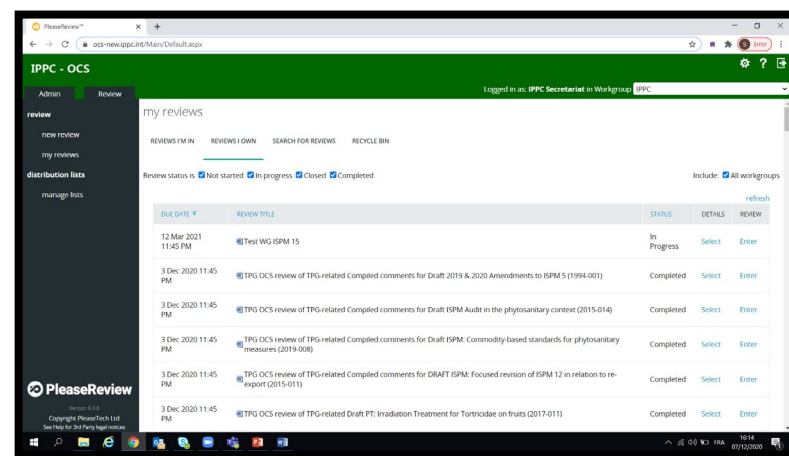 PleaseReview™
ocs-new.ippc.int/Main/Default.aspx
S Error
IPPC - OCS
Admin Review
Logged in as: IPPC Secretariat in Workgroup IPPC
review
new review
my reviews
distribution lists
manage lists
my reviews
REVIEWS I'M IN REVIEWS I OWN SEARCH FOR REVIEWS RECYCLE BIN
Review status is Not started In progress Closed Completed Include: All workgroups
refresh
DUE DATE REVIEW TITLE STATUS DETAILS REVIEW
12 Mar 2021
11:45 PM
Test WG ISPM 15
In
Progress
Select Enter
3 Dec 2020 11:45
PM
TPG OCS review of TPG-related Compiled comments for Draft 2019 & 2020 Amendments to ISPM 5 (1994-001)
Completed Select Enter
3 Dec 2020 11:45
PM
TPG OCS review of TPG-related Compiled comments for Draft ISPM Audit in the phytosanitary context (2015-014)
Completed Select Enter
3 Dec 2020 11:45
PM
TPG OCS review of TPG-related Compiled comments for Draft ISPM: Commodity-based standards for phytosanitary
measures (2019-008)
Completed Select Enter
3 Dec 2020 11:45
PM
TPG OCS review of TPG-related Compiled comments for DRAFT ISPM: Focused revision of ISPM 12 in relation to re-
export (2015-011)
Completed Select Enter
3 Dec 2020 11:45
PM
TPG OCS review of TPG-related Draft PT: Irradiation Treatment for Tortricidae on fruits (2017-011)
Completed Select Enter
PleaseReview
Copyright PleaseTech Ltd
See Help for 3rd Party legal notices
FRA
16:14
07/12/2020